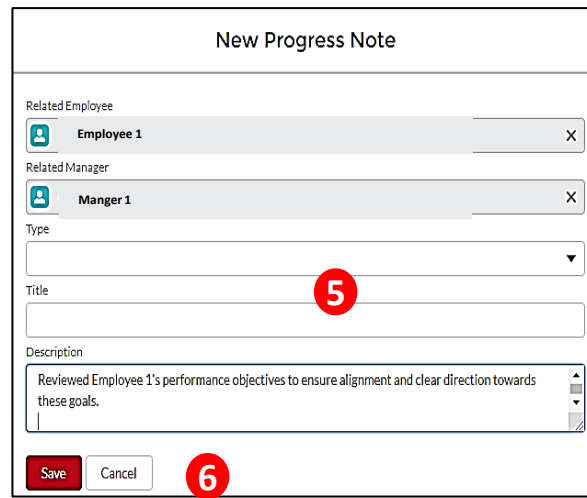 New Progress Note
Related Employee
Employee 1
X
Related Manager
Manger 1
X
Type
5
Title
Description
Reviewed Employee 1's performance objectives to ensure alignment and clear direction towards
these goals.
Save Cancel 6